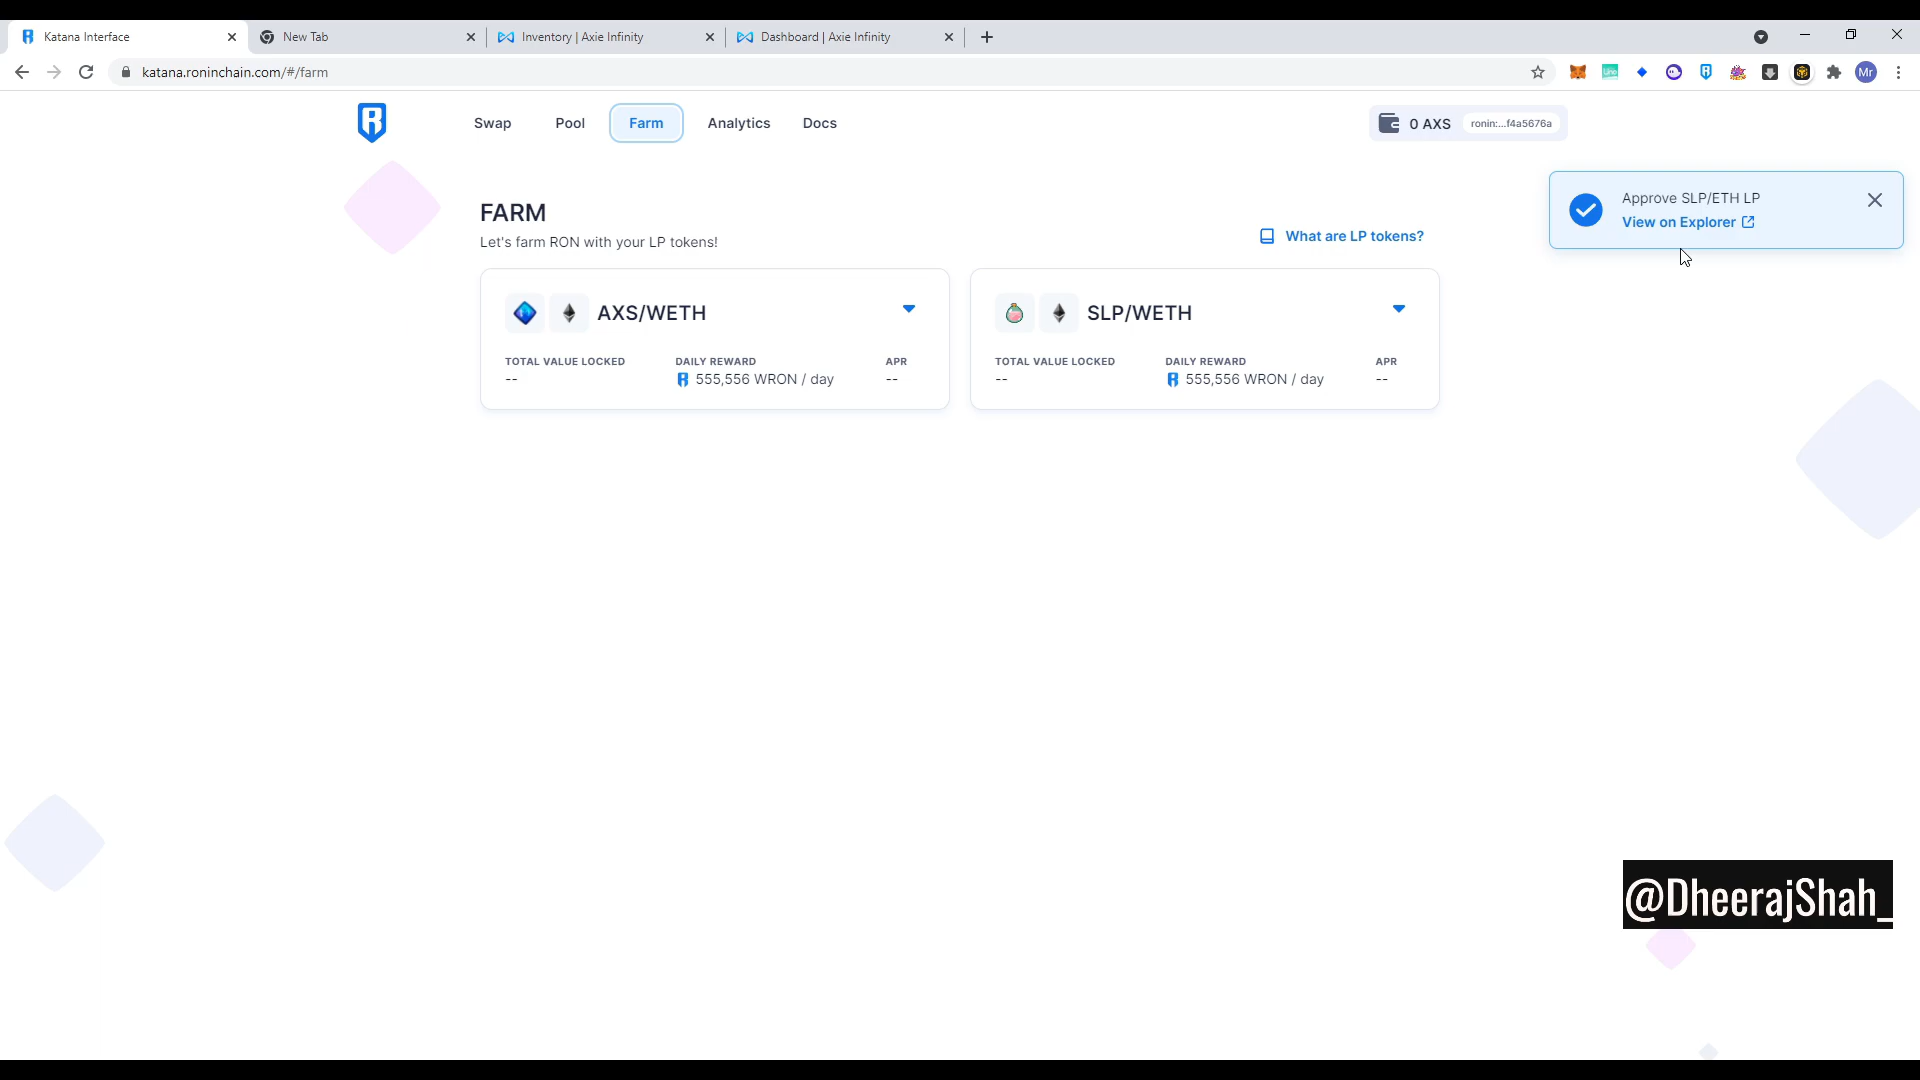 Katana Interface
New Tab
Inventory | Axie Infinity
Dashboard | Axie Infinity
katana.roninchain.com/#/farm
Mr
Swap
Pool
Farm
Analytics
Docs
0 AXS
ronin:...f4a5676a
Approve SLP/ETH LP
View on Explorer
FARM
Let's farm RON with your LP tokens!
What are LP tokens?
AXS/WETH
TOTAL VALUE LOCKED
DAILY REWARD
APR
--
555,556 WRON / day
--
SLP/WETH
TOTAL VALUE LOCKED
DAILY REWARD
APR
--
555,556 WRON / day
--
@DheerajShah_